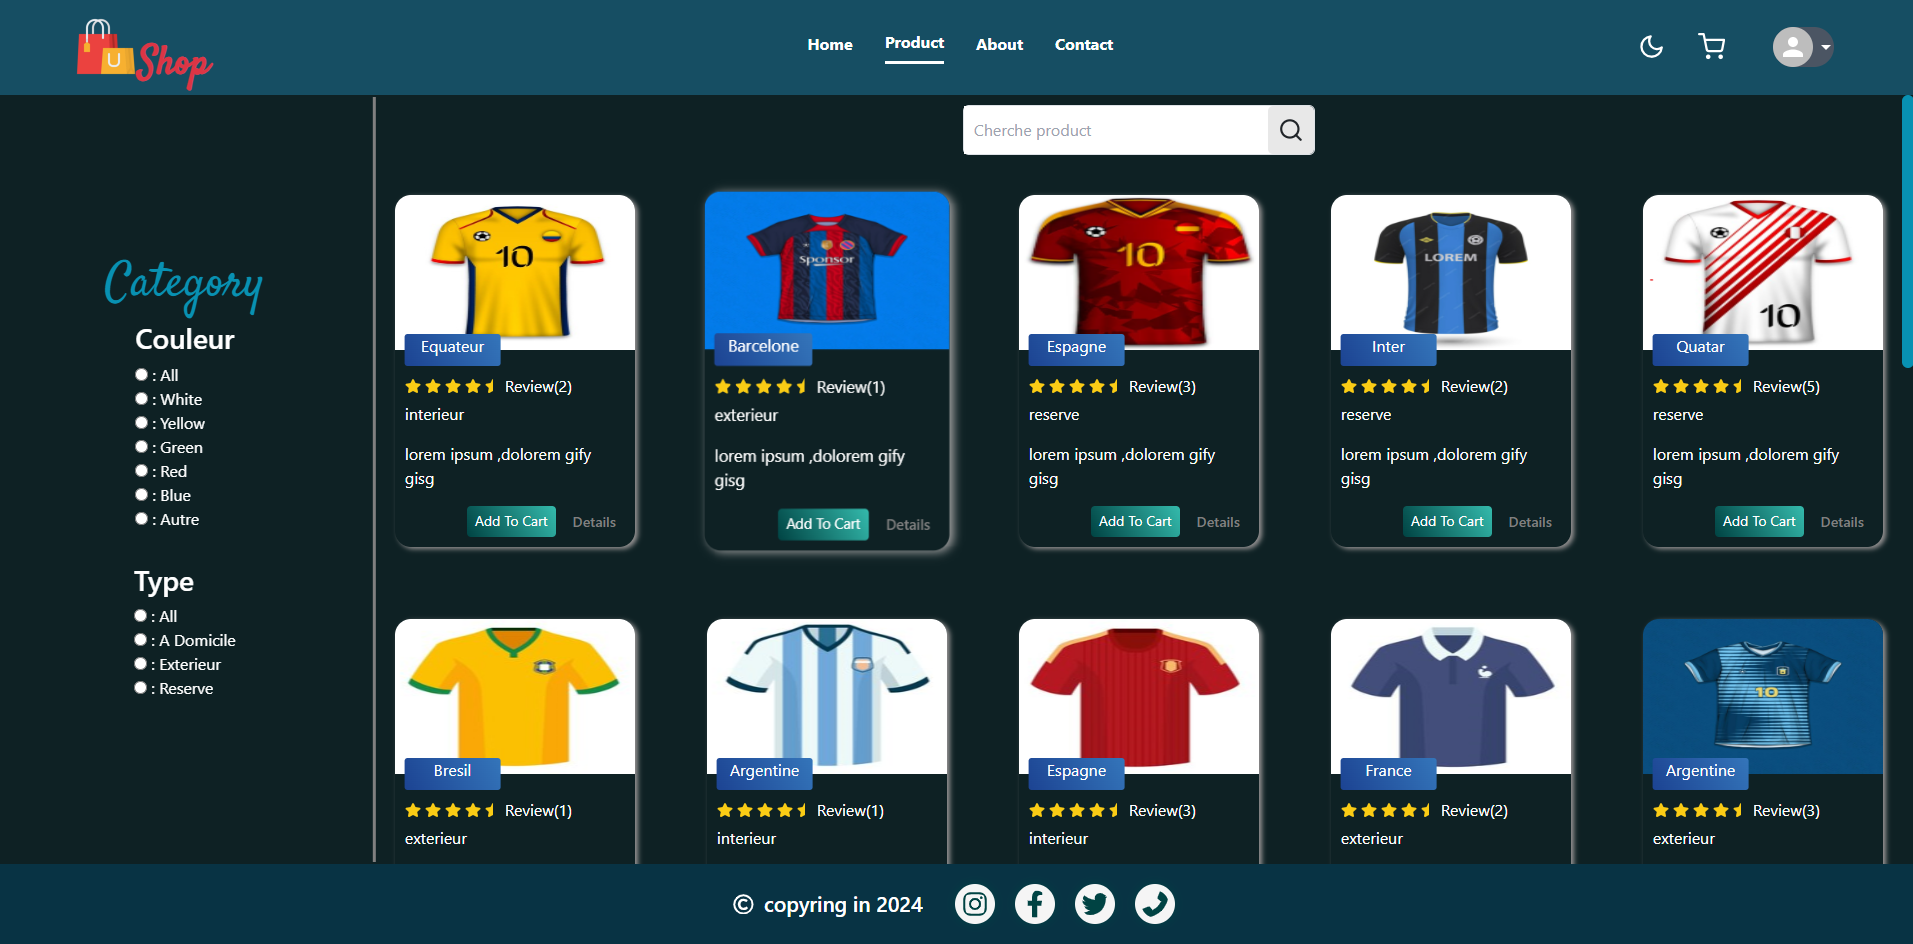 U Shop
Home Product About Contact
Cherche product
Category
Couleur
: All
: White
: Yellow
: Green
: Red
: Blue
: Autre
Type
: All
: A Domicile
: Exterieur
: Reserve
10
Equateur
Review(2)
interieur
lorem ipsum ,dolorem gify
gisg
Add To Cart Details
Sponsor
Barcelone
Review(1)
exterieur
lorem ipsum ,dolorem gify
gisg
Add To Cart Details
10
Espagne
Review(3)
reserve
lorem ipsum ,dolorem gify
gisg
Add To Cart Details
LOREM
Inter
Review(2)
reserve
lorem ipsum ,dolorem gify
gisg
Add To Cart Details
10
Quatar
Review(5)
reserve
lorem ipsum ,dolorem gify
gisg
Add To Cart Details
Bresil
Review(1)
exterieur
Argentine
Review(1)
interieur
Espagne
Review(3)
interieur
France
Review(2)
exterieur
10
Argentine
Review(3)
exterieur
© copyring in 2024